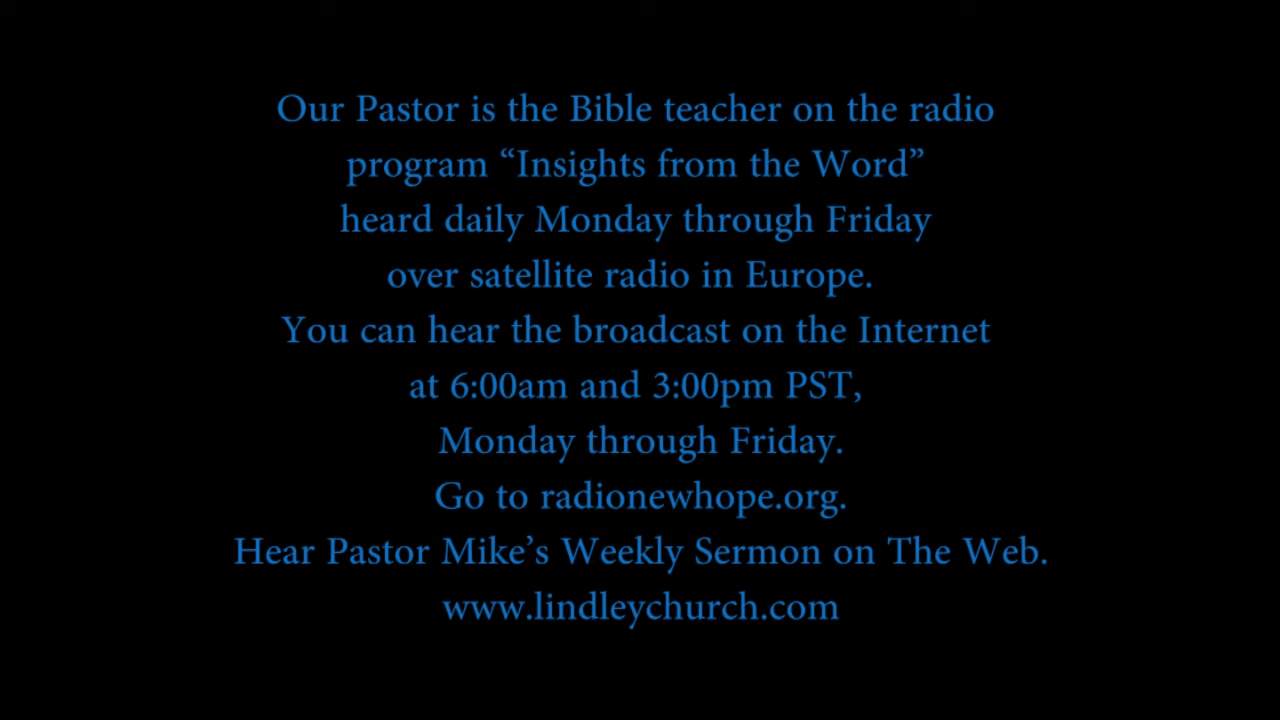 Our Pastor is the Bible teacher on the radio
program “Insights from the Word”
heard daily Monday through Friday
over satellite radio in Europe.
You can hear the broadcast on the Internet
at 6:00am and 3:00pm PST,
Monday through Friday.
Go to radionewhope.org.
Hear Pastor Mike’s Weekly Sermon on The Web.
www.lindleychurch.com